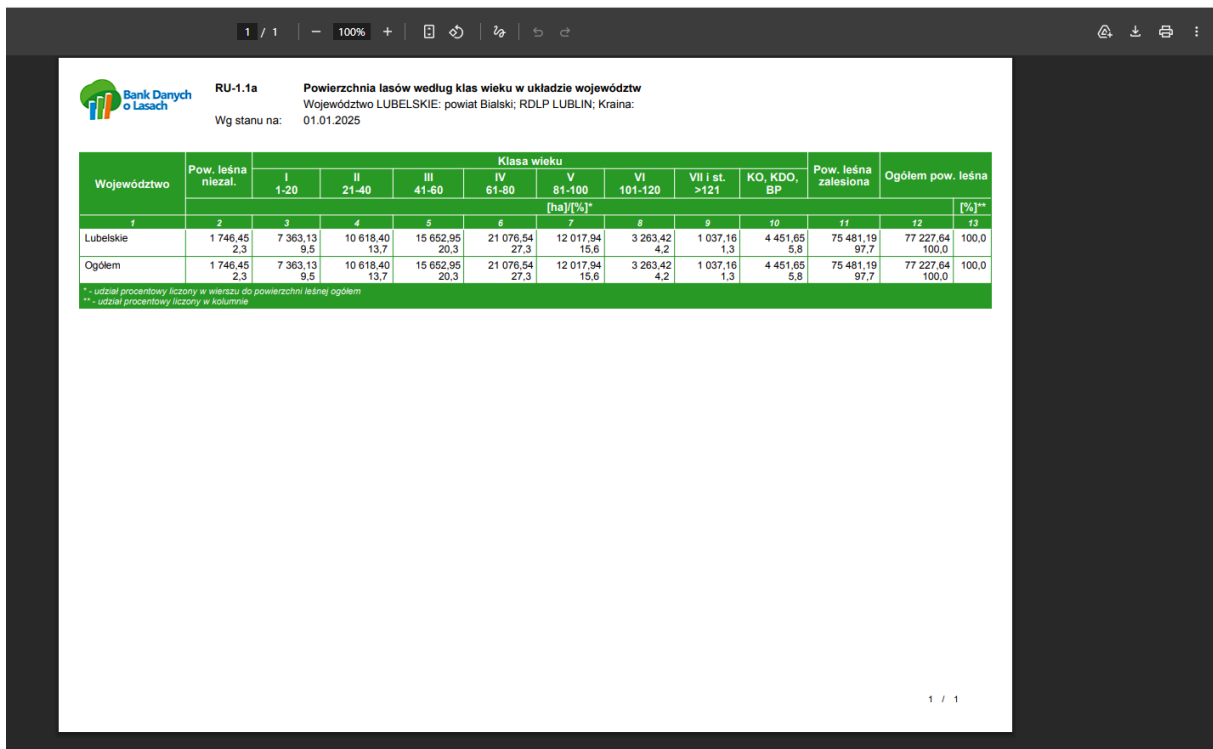 1 / 1 − 100% +
Bank Danych
o Lasach
RU-1.1a Powierzchnia lasów według klas wieku w układzie województw
Województwo LUBELSKIE: powiat Bialski; RDLP LUBLIN; Kraina:
Wg stanu na: 01.01.2025
Województwo Pow. leśna niezal. Klasa wieku Pow. leśna zalesiona Ogółem pow. leśna
I II III IV V VI VII i st. KO, KDO,
1-20 21-40 41-60 61-80 81-100 101-120 >121 BP
[ha]/[%]* [%]**
1 2 3 4 5 6 7 8 9 10 11 12 13
Lubelskie 1 746,45 7 363,13 10 618,40 15 652,95 21 076,54 12 017,94 3 263,42 1 037,16 4 451,65 75 481,19 77 227,64 100,0
2,3 9,5 13,7 20,3 27,3 15,6 4,2 1,3 5,8 97,7 100,0
Ogółem 1 746,45 7 363,13 10 618,40 15 652,95 21 076,54 12 017,94 3 263,42 1 037,16 4 451,65 75 481,19 77 227,64 100,0
2,3 9,5 13,7 20,3 27,3 15,6 4,2 1,3 5,8 97,7 100,0
* - udział procentowy liczony w wierszu do powierzchni leśnej ogółem
** - udział procentowy liczony w kolumnie
1 / 1